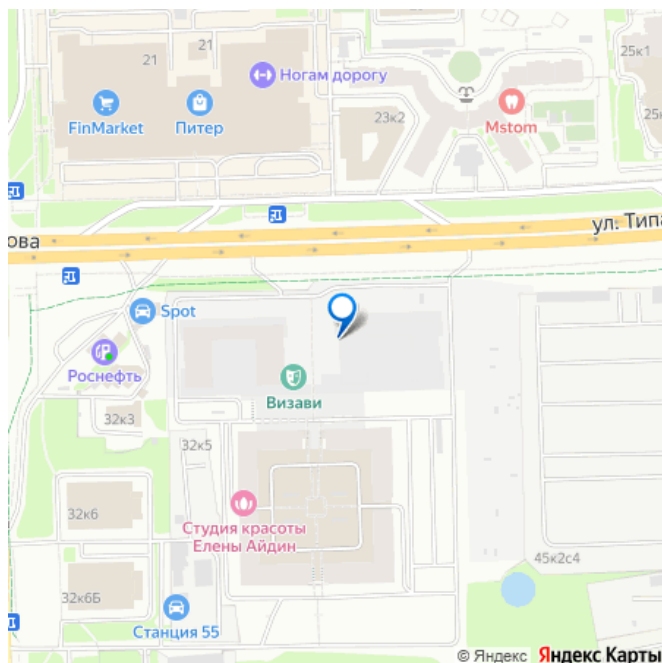 21
21
25к1
Ногам дорогу
FinMarket
Питер
23к2
Mstom
25к
ова
ул. Типа
Spot
Роснефть
Визави
32к3
32к5
32к6
Студия красоты
Елены Айдин
45к2с4
32к6Б
Станция 55
© Яндекс Яндекс Карты